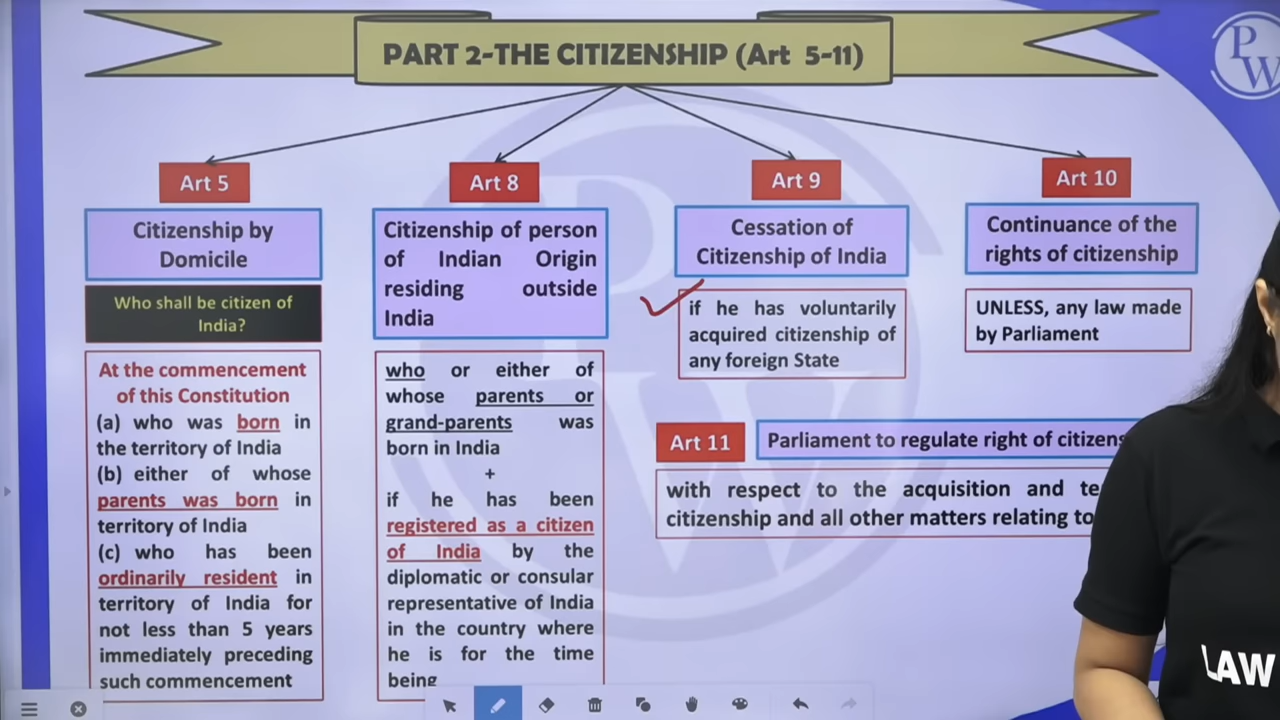 PART 2-THE CITIZENSHIP (Art 5-11)
PW
Art 5
Citizenship by
Domicile
Who shall be citizen of
India?
At the commencement
of this Constitution
(a) who was born in
the territory of India
(b) either of whose
parents was born in
territory of India
(c) who has been
ordinarily resident in
territory of India for
not less than 5 years
immediately preceding
such commencement
Art 8
Citizenship of person
of Indian Origin
residing outside
India
who or either of
whose parents or
grand-parents was
born in India
+
if he has been
registered as a citizen
of India by the
diplomatic or consular
representative of India
in the country where
he is for the time
being
Art 9
Cessation of
Citizenship of India
if he has voluntarily
acquired citizenship of
any foreign State
Art 10
Continuance of the
rights of citizenship
UNLESS, any law made
by Parliament
Art 11
Parliament to regulate right of citizens
with respect to the acquisition and te
citizenship and all other matters relating to
LAW